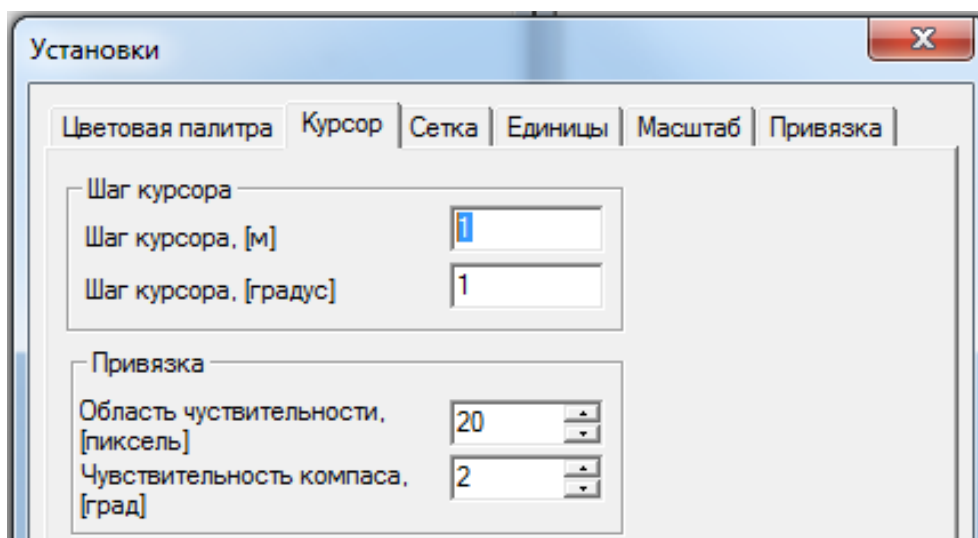 Установки
Цветовая палитра Курсор Сетка Единицы Масштаб Привязка
Шаг курсора
Шаг курсора, [м] 1
Шаг курсора, [градус] 1
Привязка
Область чуствительности, 20
[пиксель]
Чувствительность компаса, 2
[град]